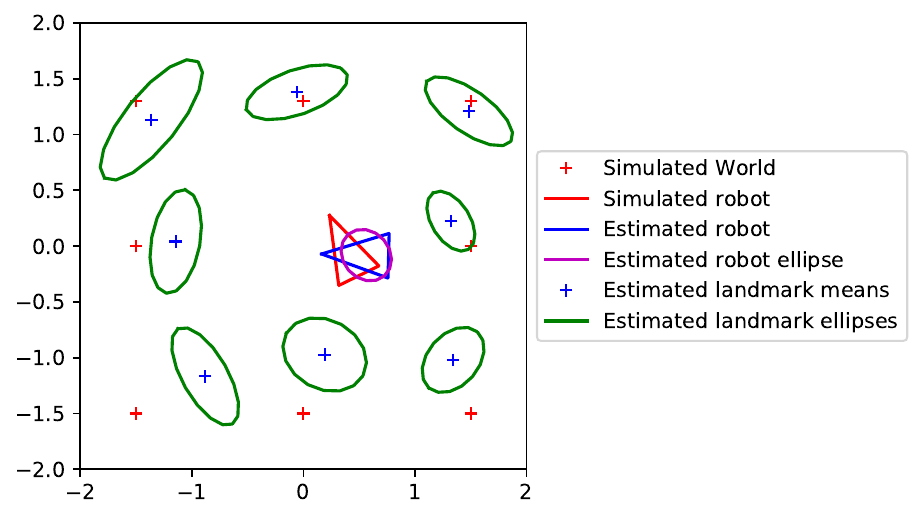 2.0
1.5
1.0
0.5
0.0
−0.5
−1.0
−1.5
−2.0
−2
−1
0
1
2
Simulated World
Simulated robot
Estimated robot
Estimated robot ellipse
Estimated landmark means
Estimated landmark ellipses